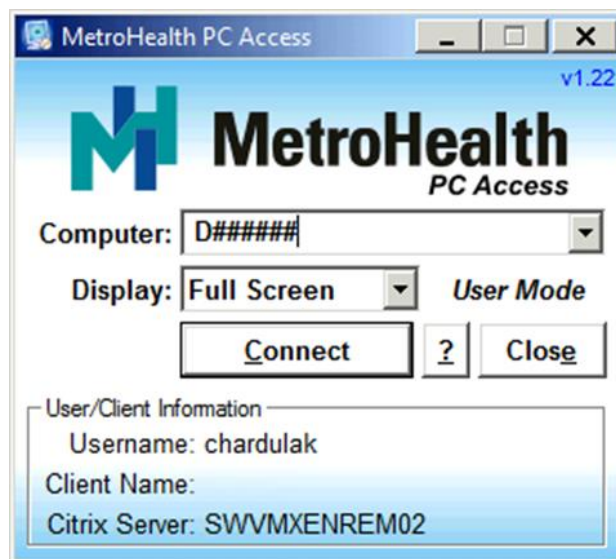 MetroHealth PC Access
v1.22
MetroHealth
PC Access
Computer: D######
Display: Full Screen User Mode
Connect ? Close
User/Client Information
Username: chardulak
Client Name:
Citrix Server: SWVMXENREM02